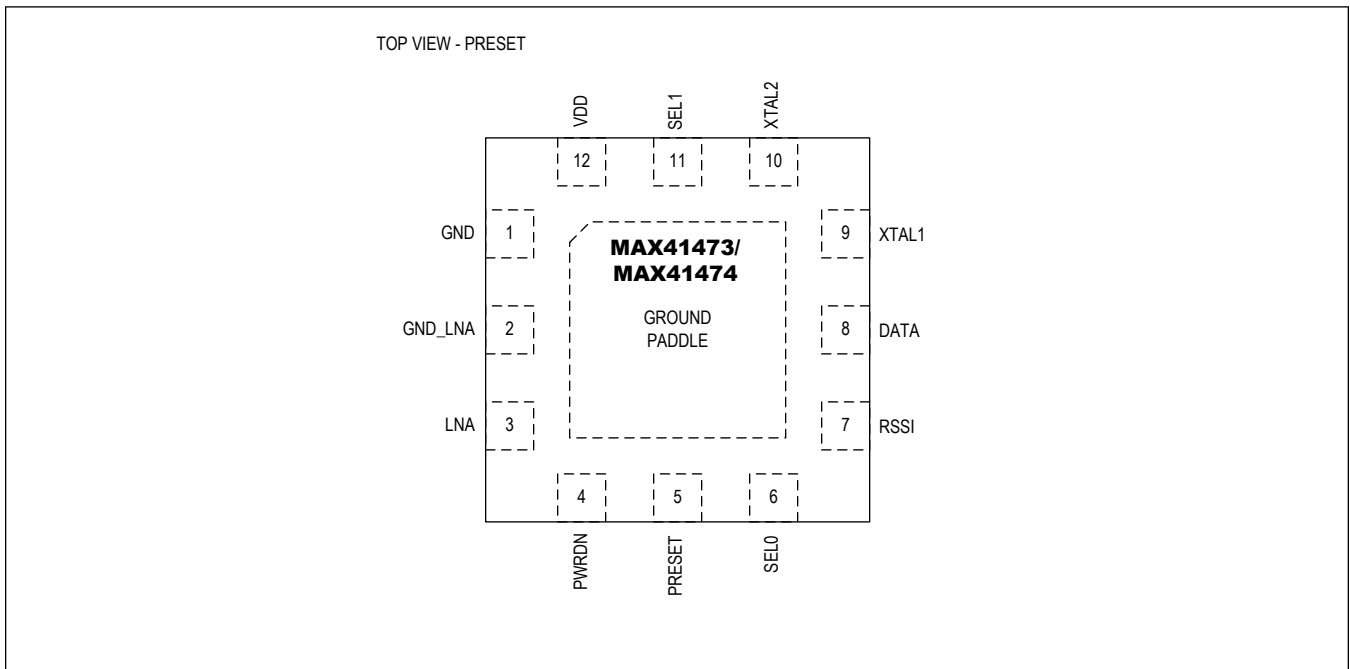 TOP VIEW - PRESET
VDD
SEL1
XTAL2
12
11
10
GND
1
MAX41473/
MAX41474
9
XTAL1
GND_LNA
2
GROUND
PADDLE
8
DATA
LNA
3
7
RSSI
4
5
6
PWRDN
PRESET
SEL0